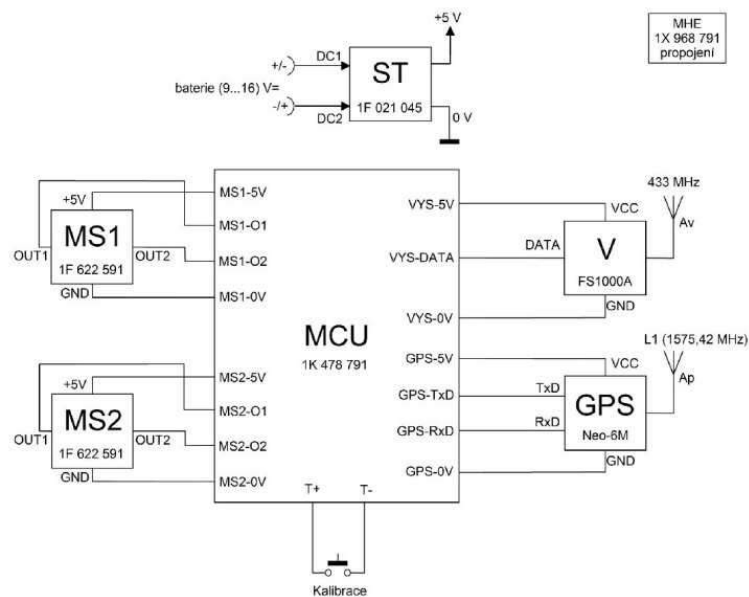 +5 V
MHE
1X 968 791
propojení
+/-
DC1
ST
baterie (9...16) V=
-/+
1F 021 045
DC2
0 V
+5V
MS1
OUT1
OUT2
1F 622 591
GND
MS1-5V
MS1-O1
MS1-O2
MS1-0V
+5V
MS2
OUT1
OUT2
1F 622 591
GND
MS2-5V
MS2-O1
MS2-O2
MS2-0V
MCU
1K 478 791
T+
T-
Kalibrace
VYS-5V
VYS-DATA
VYS-0V
GPS-5V
GPS-TxD
GPS-RxD
GPS-0V
433 MHz
VCC
Av
DATA
V
FS1000A
GND
L1 (1575,42 MHz)
VCC
Ap
TxD
GPS
RxD
Neo-6M
GND